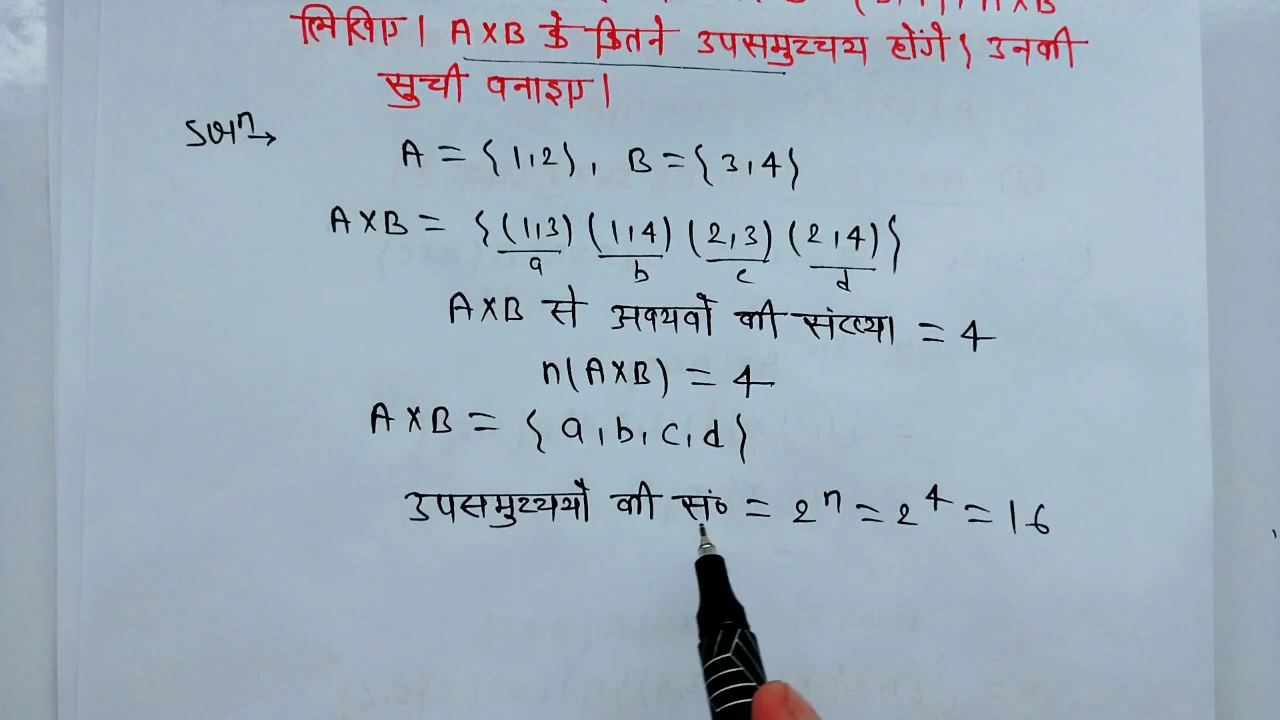 A×B
लिखिए। A×B के कितने उपसमुच्चय होंगे? उनकी
सूची बनाइए।
Solⁿ→
A = {1,2}, B = {3,4}
A×B = {(1,3) (1,4) (2,3) (2,4)}
a b c d
A×B से अवयवों की संख्या = 4
n(A×B) = 4
A×B = {a,b,c,d}
उपसमुच्चयों की सं० = 2ⁿ = 2⁴ = 16